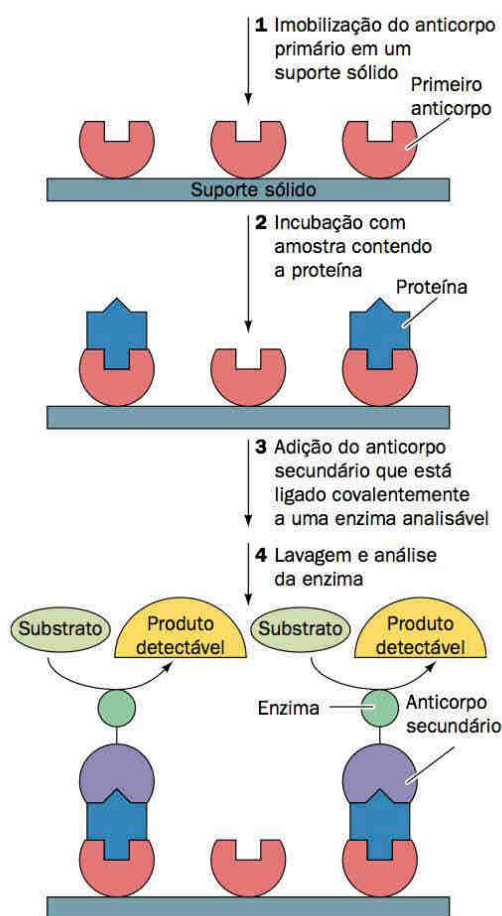 1 Imobilização do anticorpo
primário em um
suporte sólido
Primeiro
anticorpo
Suporte sólido
2 Incubação com
amostra contendo
a proteína
Proteína
3 Adição do anticorpo
secundário que está
ligado covalentemente
a uma enzima analisável
4 Lavagem e análise
da enzima
Substrato
Produto
detectável
Substrato
Produto
detectável
Enzima
Anticorpo
secundário